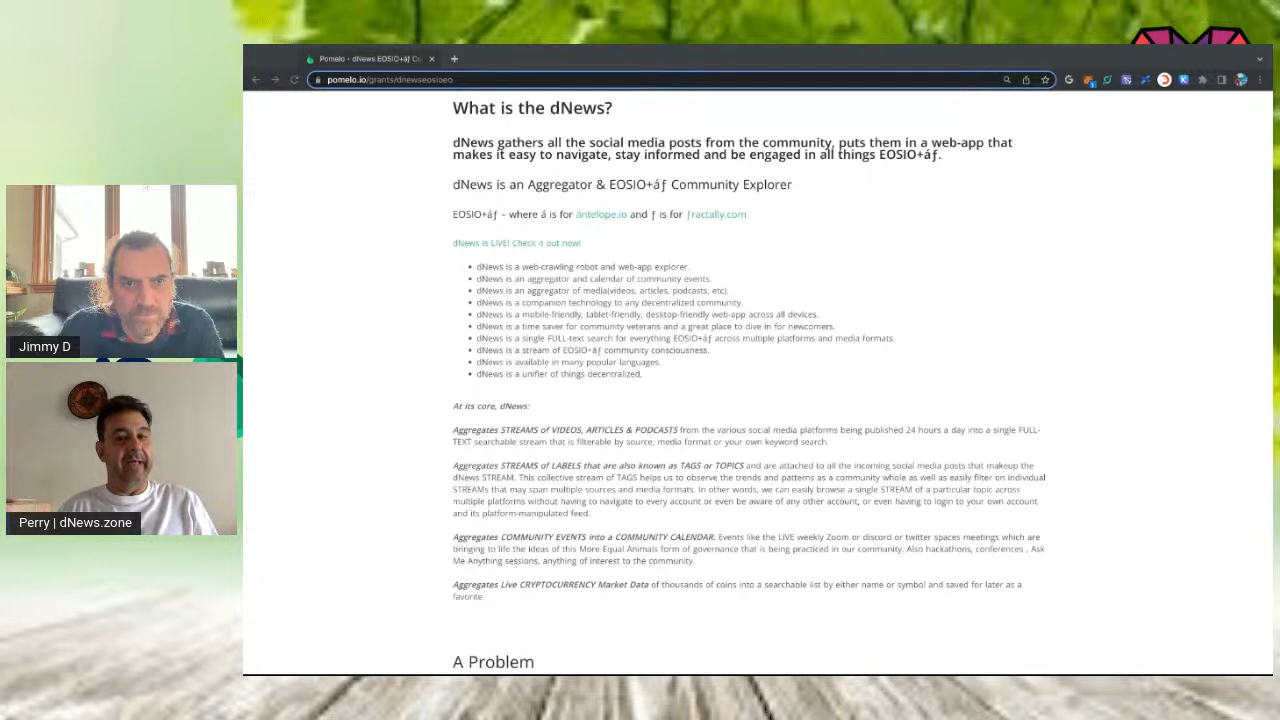 Pomelo • dNews EOSIO+áƒ Co
pomelo.io/grants/dnewseosioeo
What is the dNews?
dNews gathers all the social media posts from the community, puts them in a web-app that
makes it easy to navigate, stay informed and be engaged in all things EOSIO+áƒ.
dNews is an Aggregator & EOSIO+áƒ Community Explorer
EOSIO+áƒ – where á is for ántelope.io and ƒ is for ƒractally.com
dNews is LIVE! Check it out now!
• dNews is a web-crawling robot and web-app explorer.
• dNews is an aggregator and calendar of community events.
• dNews is an aggregator of media(videos, articles, podcasts, etc).
• dNews is a companion technology to any decentralized community.
• dNews is a mobile-friendly, tablet-friendly, desktop-friendly web-app across all devices.
• dNews is a time saver for community veterans and a great place to dive in for newcomers.
• dNews is a single FULL-text search for everything EOSIO+áƒ across multiple platforms and media formats.
• dNews is a stream of EOSIO+áƒ community consciousness.
• dNews is available in many popular languages.
• dNews is a unifier of things decentralized.
At its core, dNews:
Aggregates STREAMS of VIDEOS, ARTICLES & PODCASTS from the various social media platforms being published 24 hours a day into a single FULL-
TEXT searchable stream that is filterable by source, media format or your own keyword search.
Aggregates STREAMS of LABELS that are also known as TAGS or TOPICS and are attached to all the incoming social media posts that makeup the
dNews STREAM. This collective stream of TAGS helps us to observe the trends and patterns as a community whole as well as easily filter on individual
STREAMs that may span multiple sources and media formats. In other words, we can easily browse a single STREAM of a particular topic across
multiple platforms without having to navigate to every account or even be aware of any other account, or even having to login to your own account
and its platform-manipulated feed.
Aggregates COMMUNITY EVENTS into a COMMUNITY CALENDAR. Events like the LIVE weekly Zoom or discord or twitter spaces meetings which are
bringing to life the ideas of this More Equal Animals form of governance that is being practiced in our community. Also hackathons, conferences , Ask
Me Anything sessions, anything of interest to the community.
Aggregates Live CRYPTOCURRENCY Market Data of thousands of coins into a searchable list by either name or symbol and saved for later as a
favorite.
A Problem
Jimmy D
Perry | dNews.zone